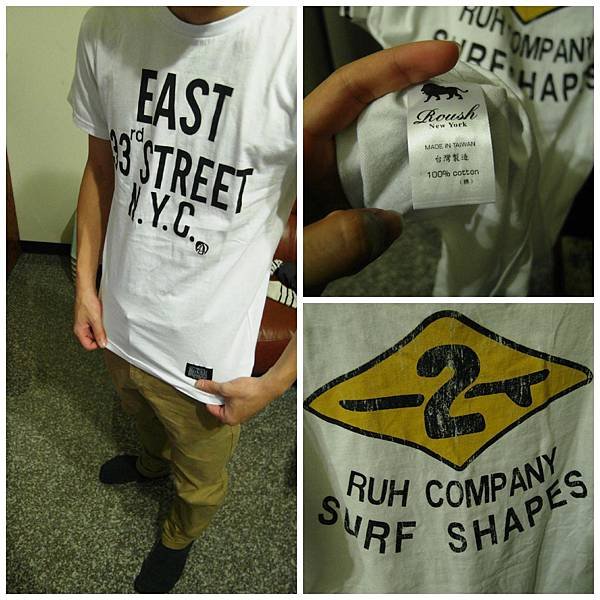 EAST
33rd STREET
N.Y.C.
RUH COMPANY
SURF SHAPES
Roush
New York
MADE IN TAIWAN
台灣製造
100% cotton
(棉)
2
RUH COMPANY
SURF SHAPES